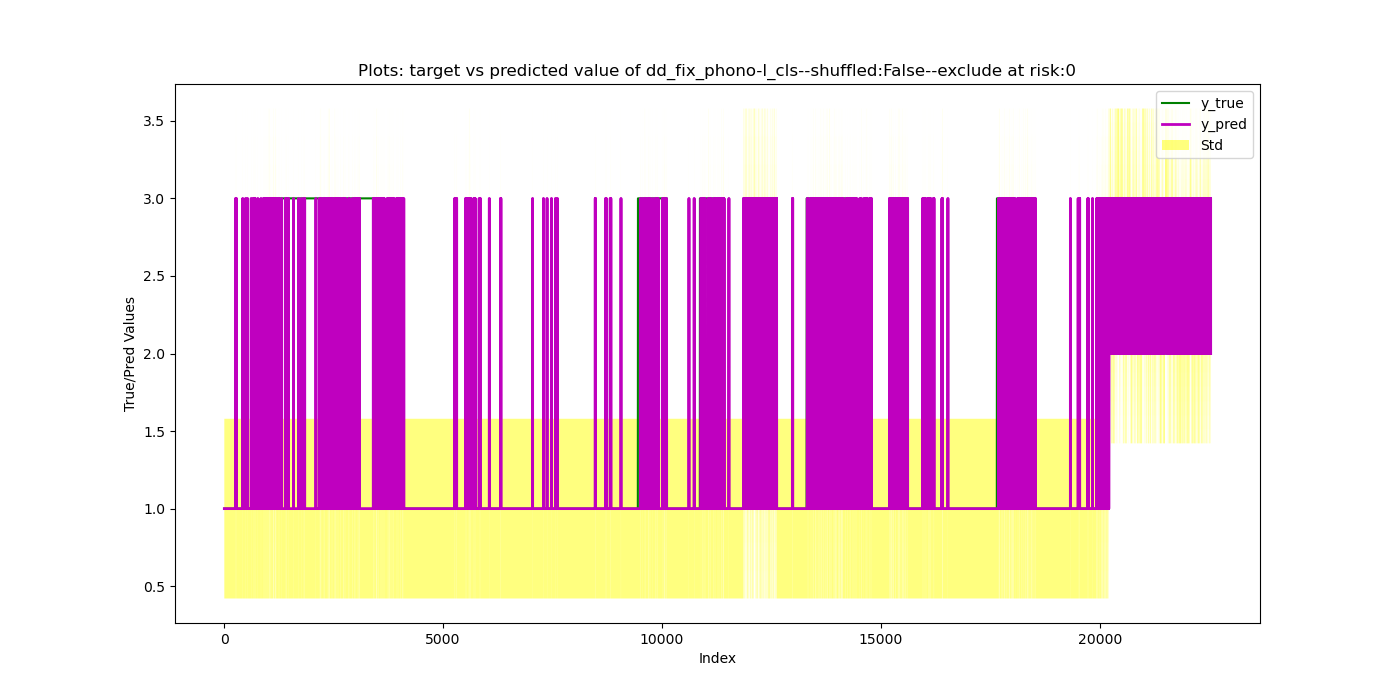 Plots: target vs predicted value of dd_fix_phono-l_cls--shuffled:False--exclude at risk:0
y_true
y_pred
Std
True/Pred Values
3.5
3.0
2.5
2.0
1.5
1.0
0.5
0 5000 10000 15000 20000
Index